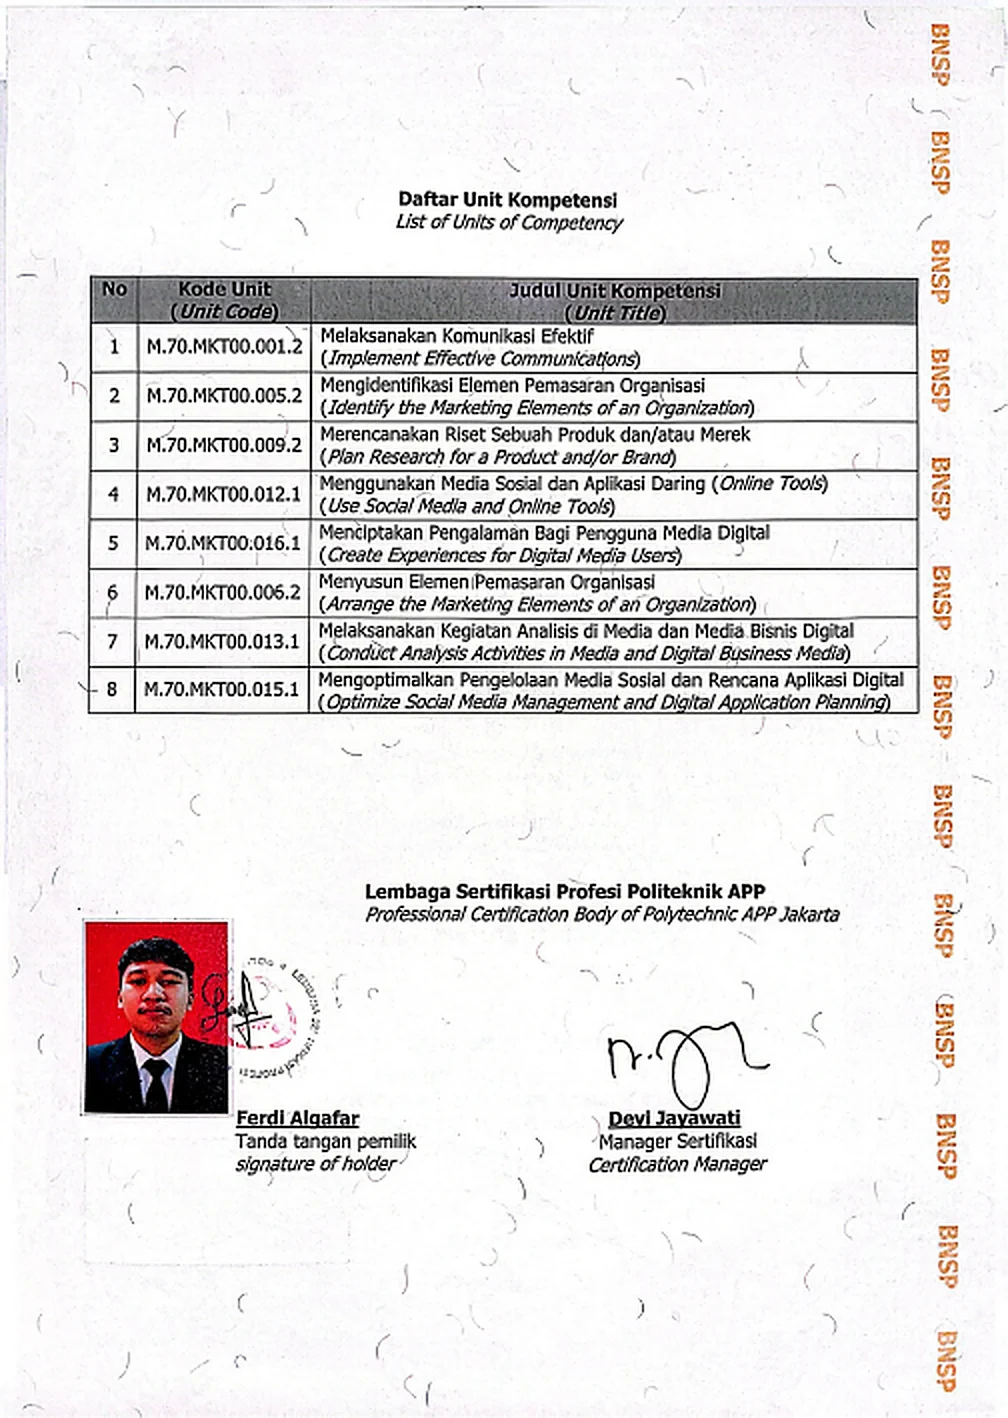 Daftar Unit Kompetensi
List of Units of Competency
No
Kode Unit
(Unit Code)
Judul Unit Kompetensi
(Unit Title)
1
M.70.MKT00.001.2
Melaksanakan Komunikasi Efektif
(Implement Effective Communications)
2
M.70.MKT00.005.2
Mengidentifikasi Elemen Pemasaran Organisasi
(Identify the Marketing Elements of an Organization)
3
M.70.MKT00.009.2
Merencanakan Riset Sebuah Produk dan/atau Merek
(Plan Research for a Product and/or Brand)
4
M.70.MKT00.012.1
Menggunakan Media Sosial dan Aplikasi Daring (Online Tools)
(Use Social Media and Online Tools)
5
M.70.MKT00.016.1
Menciptakan Pengalaman Bagi Pengguna Media Digital
(Create Experiences for Digital Media Users)
6
M.70.MKT00.006.2
Menyusun Elemen Pemasaran Organisasi
(Arrange the Marketing Elements of an Organization)
7
M.70.MKT00.013.1
Melaksanakan Kegiatan Analisis di Media dan Media Bisnis Digital
(Conduct Analysis Activities in Media and Digital Business Media)
8
M.70.MKT00.015.1
Mengoptimalkan Pengelolaan Media Sosial dan Rencana Aplikasi Digital
(Optimize Social Media Management and Digital Application Planning)
Lembaga Sertifikasi Profesi Politeknik APP
Professional Certification Body of Polytechnic APP Jakarta
Ferdi Algafar
Tanda tangan pemilik
signature of holder
Devi Jayawati
Manager Sertifikasi
Certification Manager
BNSP
BNSP
BNSP
BNSP
BNSP
BNSP
BNSP
BNSP
BNSP
BNSP
BNSP
BNSP
BNSP